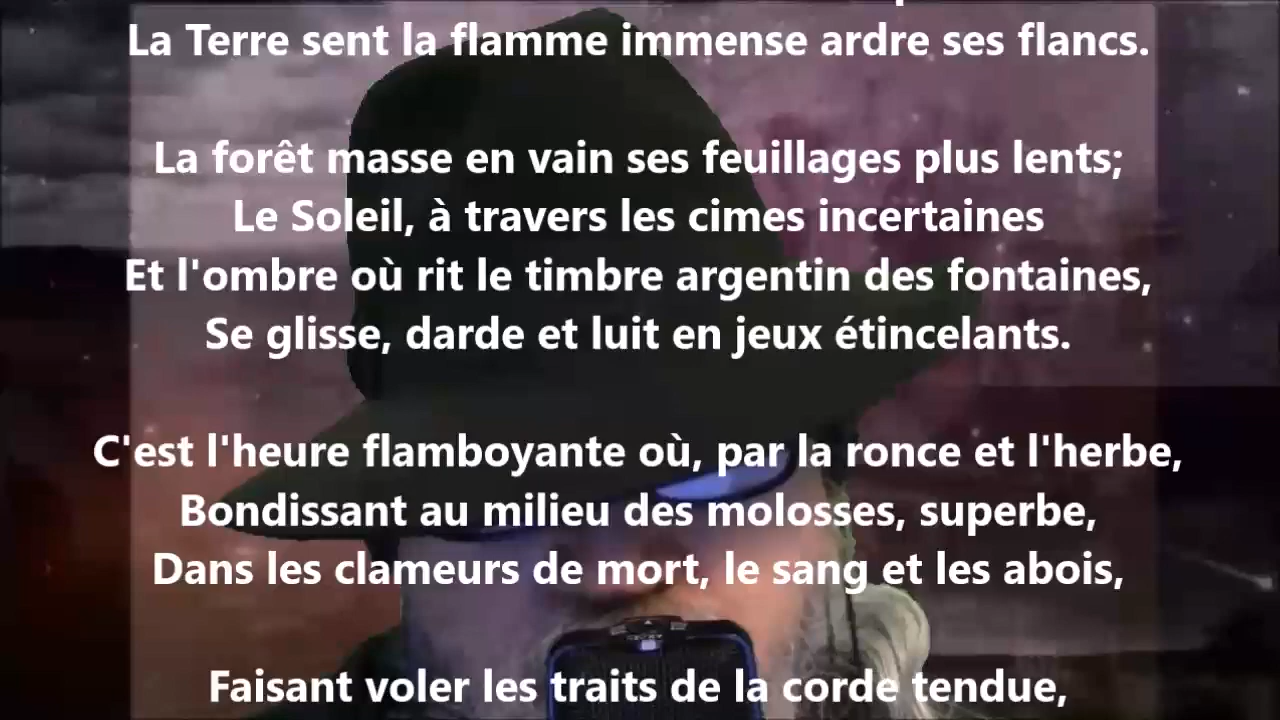 La Terre sent la flamme immense ardre ses flancs.
La forêt masse en vain ses feuillages plus lents;
Le Soleil, à travers les cimes incertaines
Et l'ombre où rit le timbre argentin des fontaines,
Se glisse, darde et luit en jeux étincelants.
C'est l'heure flamboyante où, par la ronce et l'herbe,
Bondissant au milieu des molosses, superbe,
Dans les clameurs de mort, le sang et les abois,
Faisant voler les traits de la corde tendue,